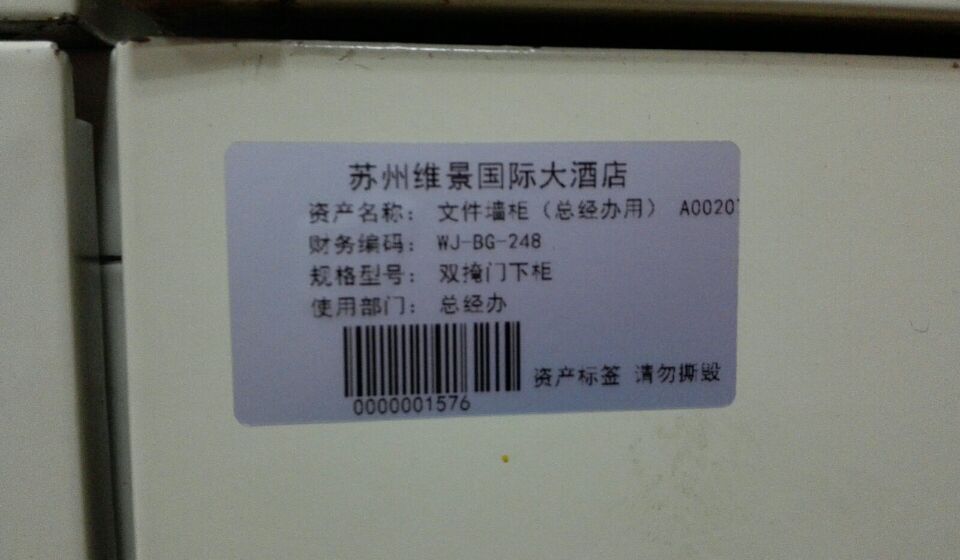 苏州维景国际大酒店
资产名称： 文件墙柜（总经办用） A0020
财务编码： WJ-BG-248
规格型号： 双掩门下柜
使用部门： 总经办
资产标签 请勿撕毁
0000001576